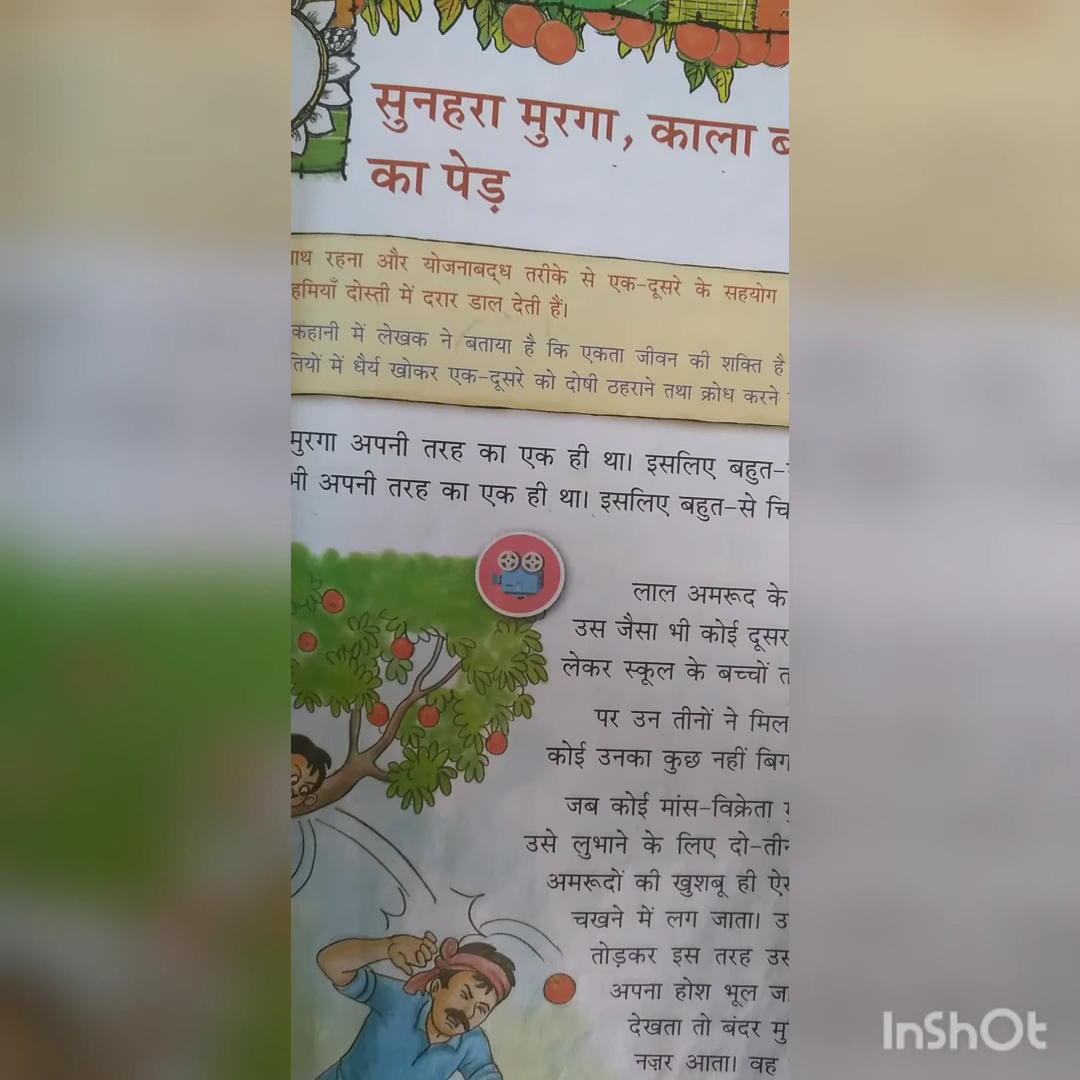 सुनहरा मुरगा, काला
का पेड़
रहना और योजनाबद्ध तरीके से एक-दूसरे के सहयोग
दोस्ती में दरार डाल देती हैं।
कहानी में लेखक ने बताया है कि एकता जीवन की शक्ति है
में धैर्य खोकर एक-दूसरे को दोषी ठहराने तथा क्रोध करने
मुरगा अपनी तरह का एक ही था। इसलिए बहुत-
भी अपनी तरह का एक ही था। इसलिए बहुत-से
लाल अमरूद के
उस जैसा भी कोई
लेकर स्कूल के बच्चों
पर उन तीनों ने
कोई उनका कुछ नहीं
जब कोई मांस-विक्रेता
उसे लुभाने के लिए
अमरूदों की खुशबू ही
चखने में लग जाता।
तोड़कर इस तरह
अपना होश भूल
देखता तो बंदर
नज़र आता। वह
InShOt